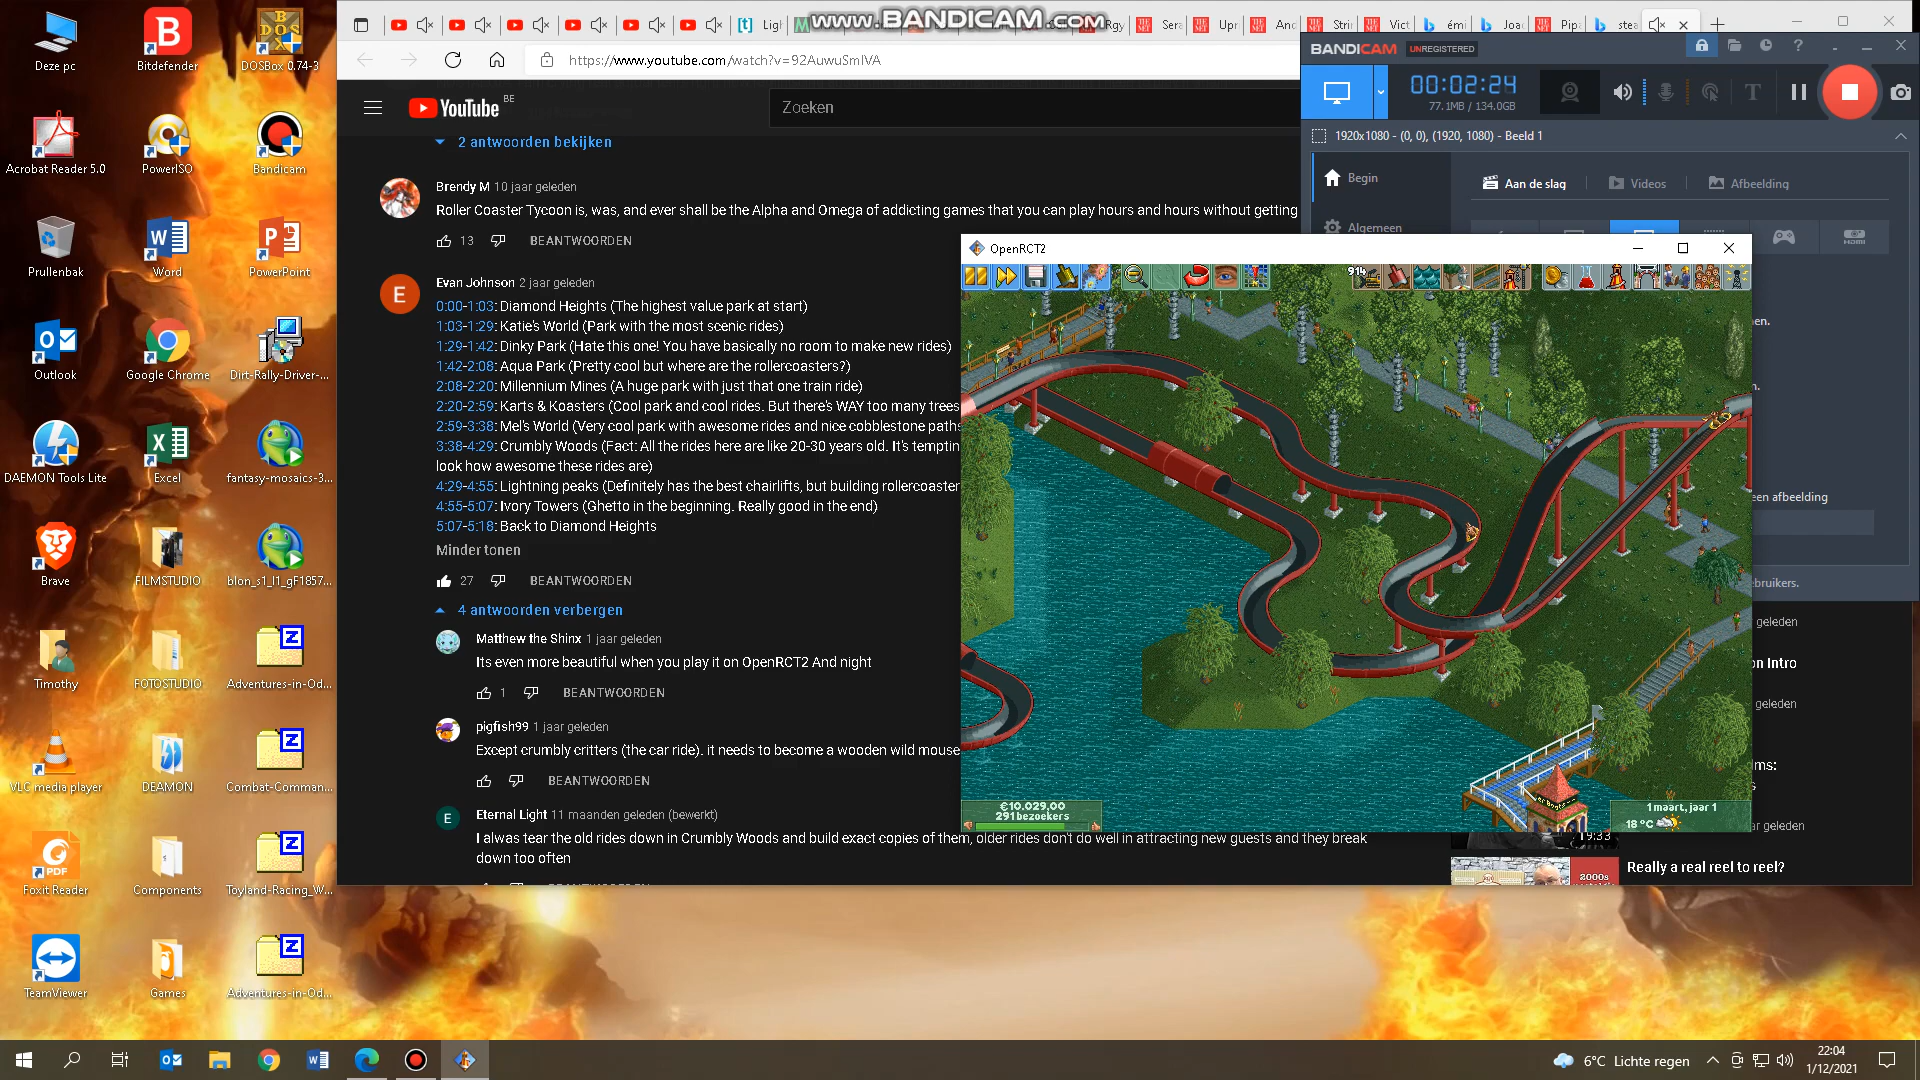 Deze pc
Bitdefender
DOSBox 0.74-3
Acrobat Reader 5.0
PowerISO
Bandicam
Prullenbak
Word
PowerPoint
Outlook
Google Chrome
Dirt-Rally-Driver-...
DAEMON Tools Lite
Excel
fantasy-mosaics-3...
Brave
FILMSTUDIO
blon_s1_l1_gF1857...
Timothy
FOTOSTUDIO
Adventures-in-Od...
VLC media player
DEAMON
Combat-Comman...
Foxit Reader
Components
Toyland-Racing_W...
TeamViewer
Games
Adventures-in-Od...
www.BANDICAM.com
https://www.youtube.com/watch?v=92AuwuSmIVA
YouTube BE
Zoeken
2 antwoorden bekijken
Brendy M 10 jaar geleden
Roller Coaster Tycoon is, was, and ever shall be the Alpha and Omega of addicting games that you can play hours and hours without getting
13 BEANTWOORDEN
E
Evan Johnson 2 jaar geleden
0:00-1:03: Diamond Heights (The highest value park at start)
1:03-1:29: Katie's World (Park with the most scenic rides)
1:29-1:42: Dinky Park (Hate this one! You have basically no room to make new rides)
1:42-2:08: Aqua Park (Pretty cool but where are the rollercoasters?)
2:08-2:20: Millennium Mines (A huge park with just that one train ride)
2:20-2:59: Karts & Koasters (Cool park and cool rides. But there's WAY too many trees
2:59-3:38: Mel's World (Very cool park with awesome rides and nice cobblestone paths
3:38-4:29: Crumbly Woods (Fact: All the rides here are like 20-30 years old. It's temptin
look how awesome these rides are)
4:29-4:55: Lightning peaks (Definitely has the best chairlifts, but building rollercoaster
4:55-5:07: Ivory Towers (Ghetto in the beginning. Really good in the end)
5:07-5:18: Back to Diamond Heights
Minder tonen
27 BEANTWOORDEN
4 antwoorden verbergen
Matthew the Shinx 1 jaar geleden
Its even more beautiful when you play it on OpenRCT2 And night
1 BEANTWOORDEN
pigfish99 1 jaar geleden
Except crumbly critters (the car ride). it needs to become a wooden wild mouse
BEANTWOORDEN
E
Eternal Light 11 maanden geleden (bewerkt)
I alwas tear the old rides down in Crumbly Woods and build exact copies of them, older rides don't do well in attracting new guests and they break
down too often
BANDICAM UNREGISTERED
00:02:24
77.1MB / 134.0GB
1920x1080 - (0, 0), (1920, 1080) - Beeld 1
Begin
Algemeen
Aan de slag
Videos
Afbeelding
HDMI
OpenRCT2
914
€10.029,00
291 bezoekers
1 maart, jaar 1
18 °C
een afbeelding
ebruikers.
geleden
on Intro
geleden
ms:
ar geleden
19:33
2000s
Really a real reel to reel?
6°C Lichte regen
22:04
1/12/2021